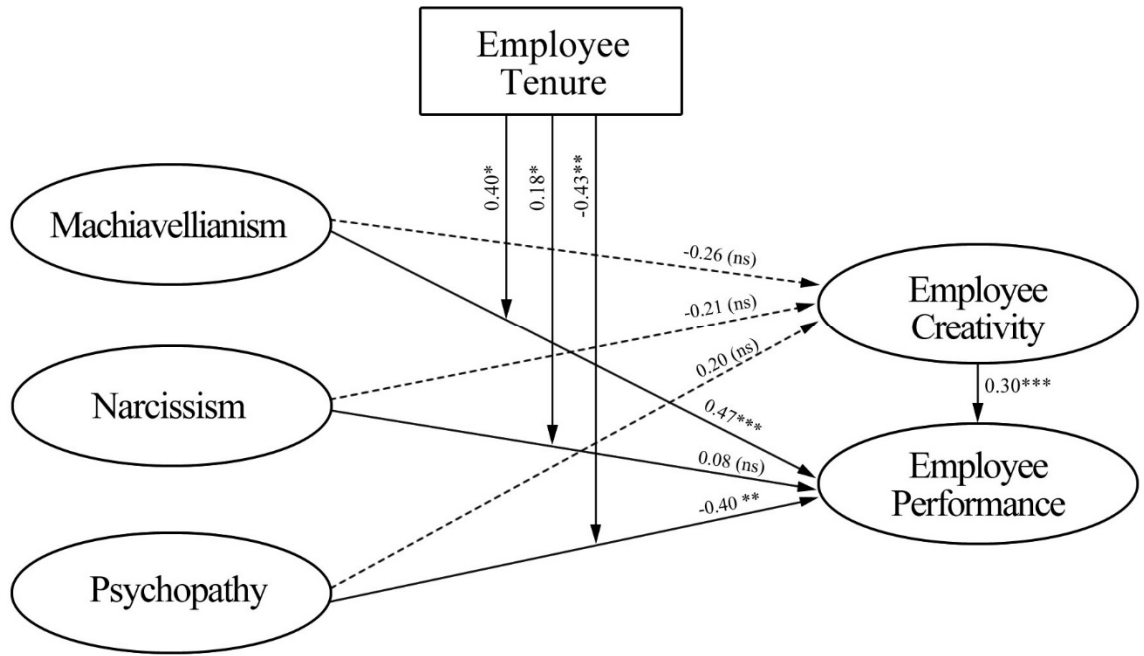 Employee
Tenure
0.40*
0.18*
-0.43**
Machiavellianism
-0.26 (ns)
Employee
Creativity
-0.21 (ns)
0.20 (ns)
0.30***
Narcissism
0.47***
0.08 (ns)
-0.40 **
Employee
Performance
Psychopathy